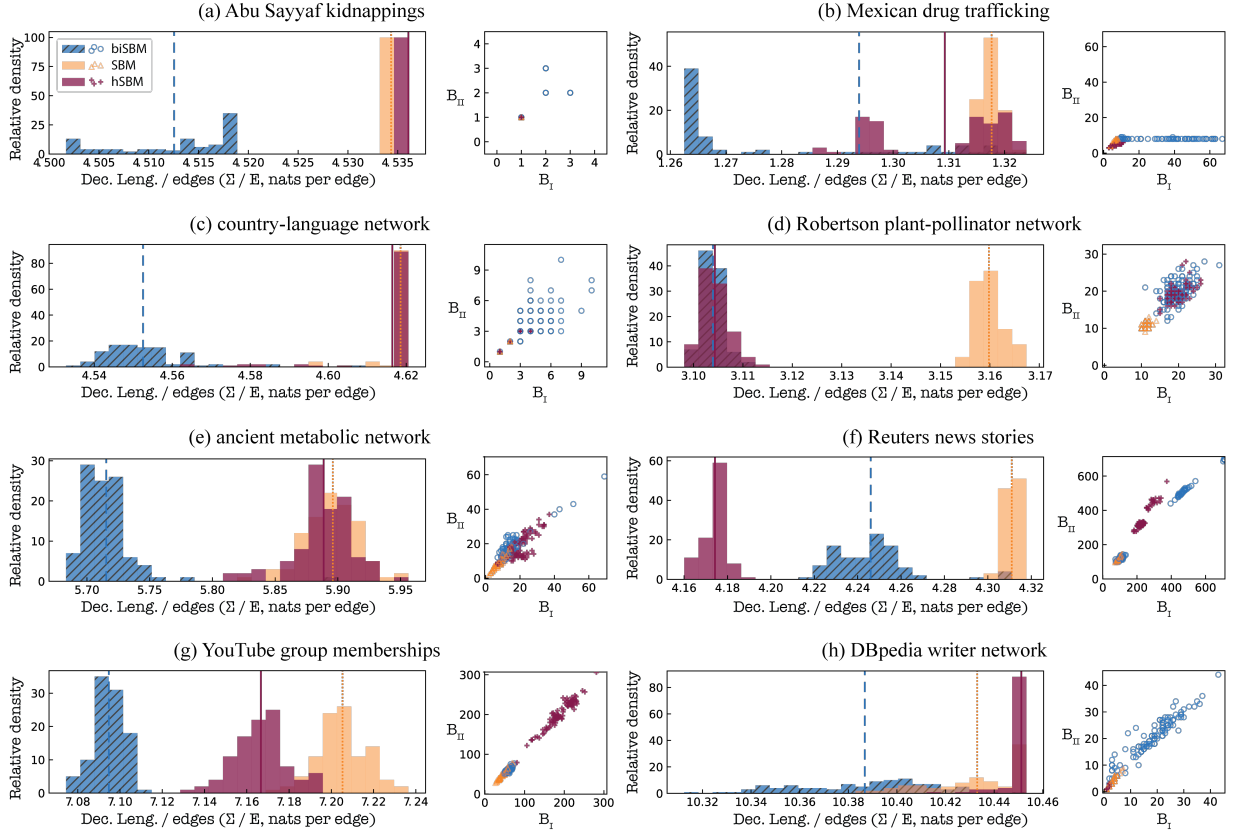 (a) Abu Sayyaf kidnappings
Relative density
100
75
50
25
0
biSBM
SBM
hSBM
4.500 4.505 4.510 4.515 4.520 4.525 4.530 4.535
Dec. Leng. / edges (Σ / E, nats per edge)
B_II
4
2
0
0 2 4
B_I
(b) Mexican drug trafficking
Relative density
40
20
0
1.26 1.27 1.28 1.29 1.30 1.31 1.32
Dec. Leng. / edges (Σ / E, nats per edge)
B_II
60
40
20
0
0 20 40 60
B_I
(c) country-language network
Relative density
80
60
40
20
0
4.54 4.56 4.58 4.60 4.62
Dec. Leng. / edges (Σ / E, nats per edge)
B_II
9
6
3
0
0 3 6 9
B_I
(d) Robertson plant-pollinator network
Relative density
40
30
20
10
0
3.10 3.11 3.12 3.13 3.14 3.15 3.16 3.17
Dec. Leng. / edges (Σ / E, nats per edge)
B_II
30
20
10
0
0 10 20 30
B_I
(e) ancient metabolic network
Relative density
30
20
10
0
5.70 5.75 5.80 5.85 5.90 5.95
Dec. Leng. / edges (Σ / E, nats per edge)
B_II
60
40
20
0
0 20 40 60
B_I
(f) Reuters news stories
Relative density
60
40
20
0
4.16 4.18 4.20 4.22 4.24 4.26 4.28 4.30 4.32
Dec. Leng. / edges (Σ / E, nats per edge)
B_II
600
400
200
0
0 200 400 600
B_I
(g) YouTube group memberships
Relative density
30
20
10
0
7.08 7.10 7.12 7.14 7.16 7.18 7.20 7.22 7.24
Dec. Leng. / edges (Σ / E, nats per edge)
B_II
300
200
100
0
0 100 200 300
B_I
(h) DBpedia writer network
Relative density
80
60
40
20
0
10.32 10.34 10.36 10.38 10.40 10.42 10.44 10.46
Dec. Leng. / edges (Σ / E, nats per edge)
B_II
40
30
20
10
0
0 10 20 30 40
B_I